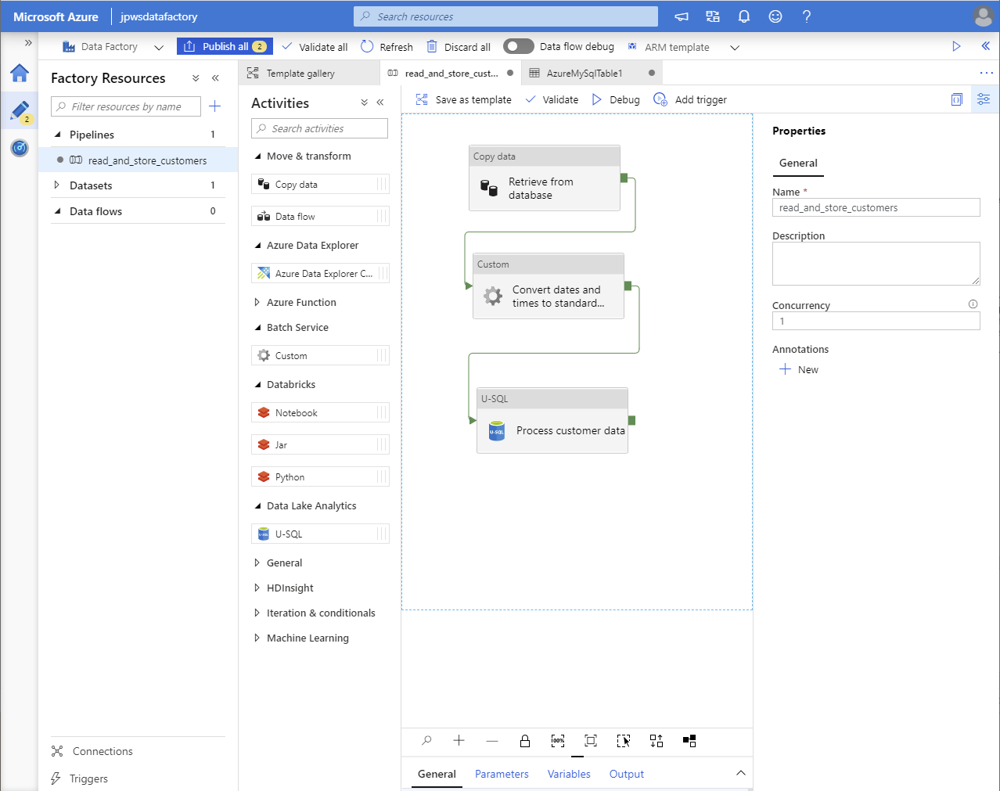 Microsoft Azure
jpwsdatafactory
Search resources
Data Factory
Publish all
2
Validate all
Refresh
Discard all
Data flow debug
ARM template
2
Factory Resources
Filter resources by name
Pipelines
1
read_and_store_customers
Datasets
1
Data flows
0
Connections
Triggers
Template gallery
read_and_store_cust...
AzureMySqlTable1
Activities
Search activities
Move & transform
Copy data
Data flow
Azure Data Explorer
Azure Data Explorer C...
Azure Function
Batch Service
Custom
Databricks
Notebook
Jar
Python
Data Lake Analytics
U-SQL
U-SQL
General
HDInsight
Iteration & conditionals
Machine Learning
Save as template
Validate
Debug
Add trigger
Copy data
Retrieve from
database
Custom
Convert dates and
times to standard...
U-SQL
U-SQL
Process customer data
100%
General
Parameters
Variables
Output
Properties
General
Name *
read_and_store_customers
Description
Concurrency
1
Annotations
New